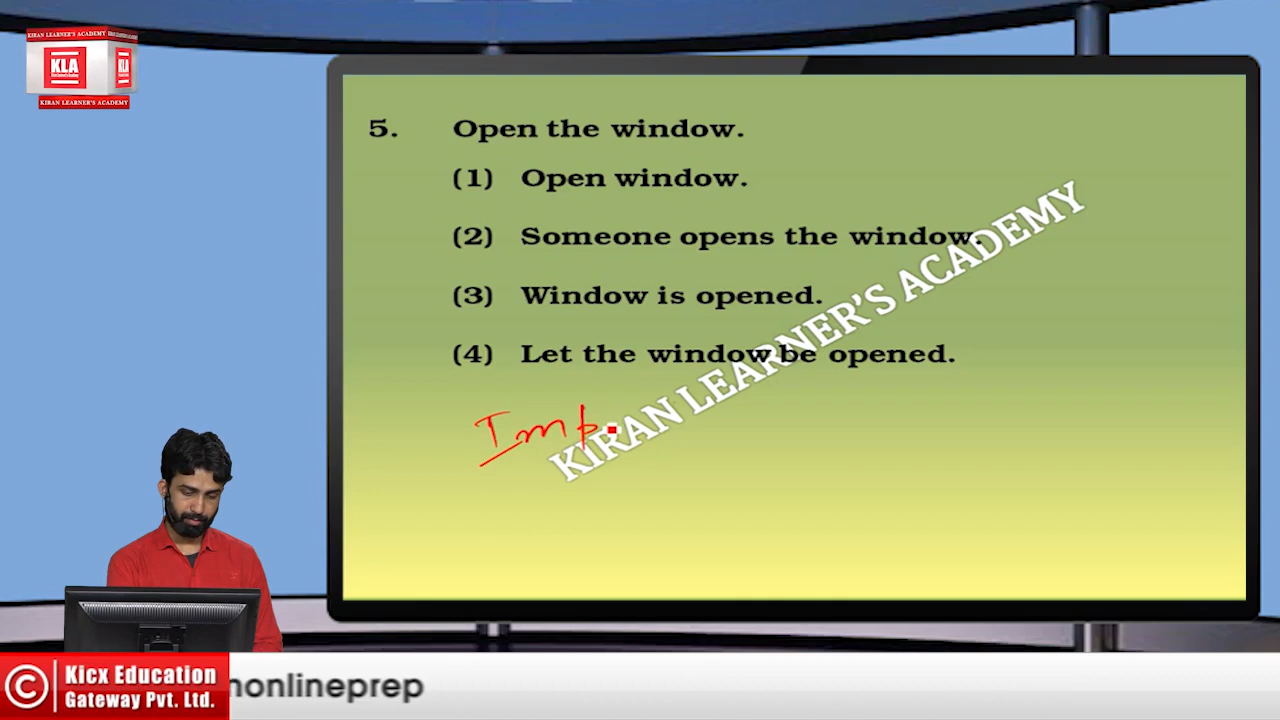 KIRAN LEARNER'S ACADEMY
KLA
KLA
KIRAN LEARNER'S ACADEMY
5. Open the window.
(1) Open window.
(2) Someone opens the window.
(3) Window is opened.
(4) Let the window be opened.
KIRAN LEARNER'S ACADEMY
Imp
C Kicx Education
Gateway Pvt. Ltd.
nonlineprep